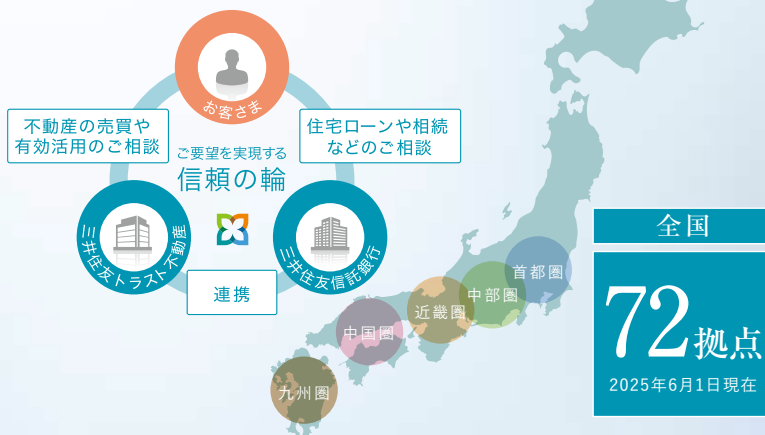 お客さま
不動産の売買や
有効活用のご相談
住宅ローンや相続
などのご相談
ご要望を実現する
信頼の輪
三井住友トラスト不動産
三井住友信託銀行
連携
首都圏
中部圏
近畿圏
中国圏
九州圏
全国
72拠点
2025年6月1日現在